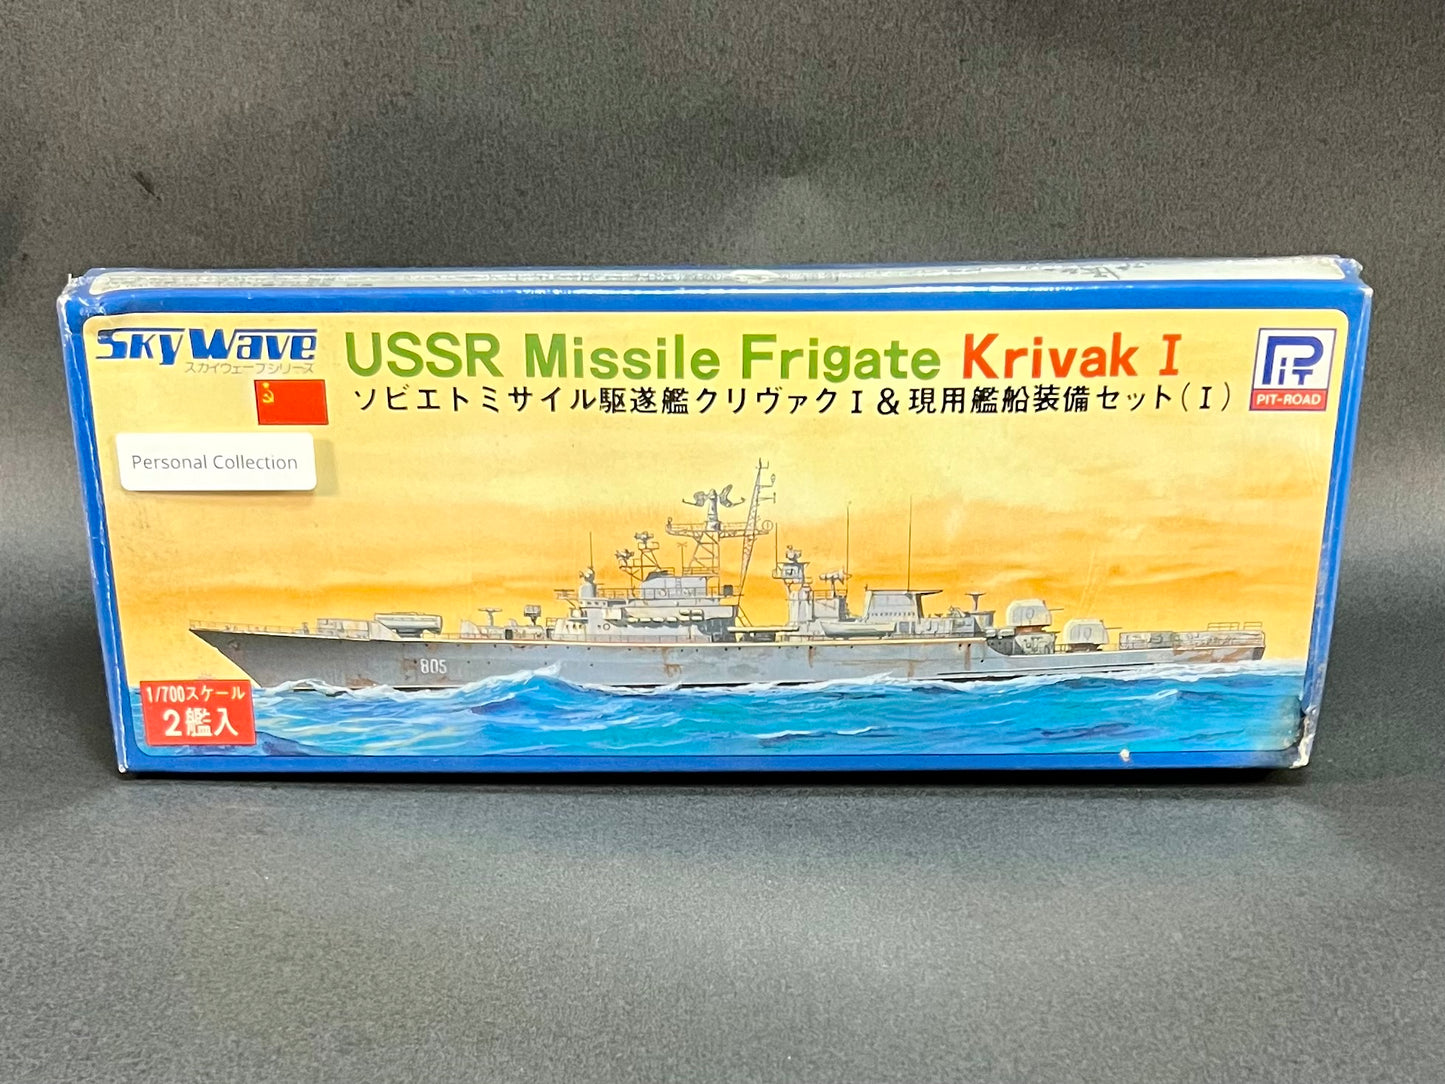 SkyWave
スカイウェーブシリーズ
USSR Missile Frigate Krivak I
ソビエトミサイル駆逐艦クリヴァクI&現用艦船装備セット(I)
PiT
PIT-ROAD
Personal Collection
805
1/700スケール
2艦入